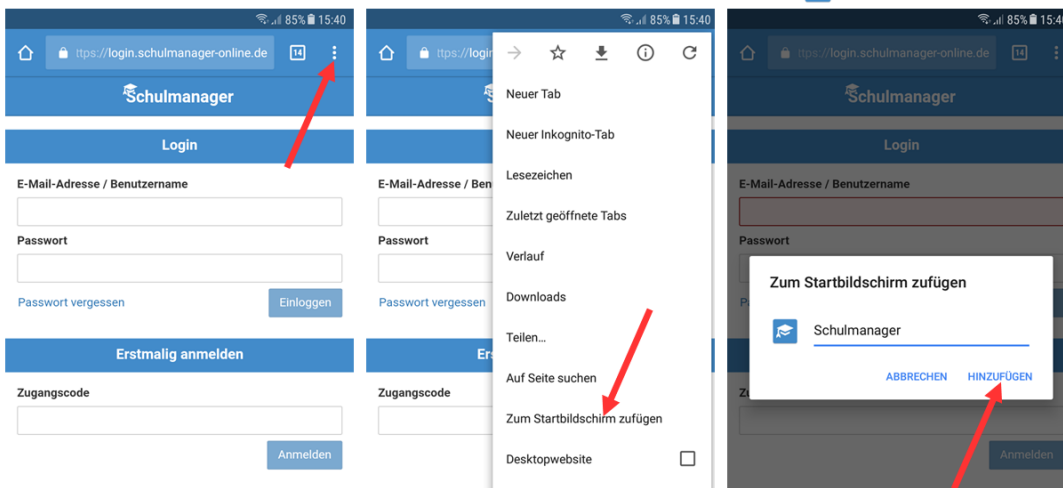 85% 15:40
ttps://login.schulmanager-online.de 14
Schulmanager
Login
E-Mail-Adresse / Benutzername
Passwort
Passwort vergessen Einloggen
Erstmalig anmelden
Zugangscode
Anmelden
85% 15:40
ttps://login
Login
E-Mail-Adresse / Ben
Passwort
Passwort vergessen
Ers
Zugangscode
Neuer Tab
Neuer Inkognito-Tab
Lesezeichen
Zuletzt geöffnete Tabs
Verlauf
Downloads
Teilen...
Auf Seite suchen
Zum Startbildschirm zufügen
Desktopwebsite
85% 15:40
ttps://login.schulmanager-online.de 14
Schulmanager
Login
E-Mail-Adresse / Benutzername
Passwort
Zum Startbildschirm zufügen
Schulmanager
ABBRECHEN HINZUFÜGEN
Anmelden